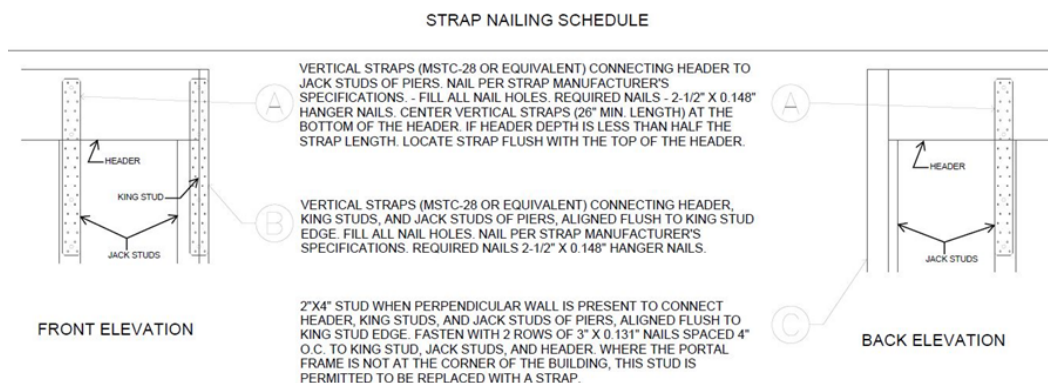 STRAP NAILING SCHEDULE
VERTICAL STRAPS (MSTC-28 OR EQUIVALENT) CONNECTING HEADER TO
JACK STUDS OF PIERS. NAIL PER STRAP MANUFACTURER'S
SPECIFICATIONS. - FILL ALL NAIL HOLES. REQUIRED NAILS - 2-1/2" X 0.148"
HANGER NAILS. CENTER VERTICAL STRAPS (26" MIN. LENGTH) AT THE
BOTTOM OF THE HEADER. IF HEADER DEPTH IS LESS THAN HALF THE
STRAP LENGTH. LOCATE STRAP FLUSH WITH THE TOP OF THE HEADER.
A
A
HEADER
KING STUD
JACK STUDS
HEADER
JACK STUDS
B
VERTICAL STRAPS (MSTC-28 OR EQUIVALENT) CONNECTING HEADER,
KING STUDS, AND JACK STUDS OF PIERS, ALIGNED FLUSH TO KING STUD
EDGE. FILL ALL NAIL HOLES. NAIL PER STRAP MANUFACTURER'S
SPECIFICATIONS. REQUIRED NAILS 2-1/2" X 0.148" HANGER NAILS.
2"X4" STUD WHEN PERPENDICULAR WALL IS PRESENT TO CONNECT
HEADER, KING STUDS, AND JACK STUDS OF PIERS, ALIGNED FLUSH TO
KING STUD EDGE. FASTEN WITH 2 ROWS OF 3" X 0.131" NAILS SPACED 4"
O.C. TO KING STUD, JACK STUDS, AND HEADER. WHERE THE PORTAL
FRAME IS NOT AT THE CORNER OF THE BUILDING, THIS STUD IS
PERMITTED TO BE REPLACED WITH A STRAP.
C
FRONT ELEVATION
BACK ELEVATION